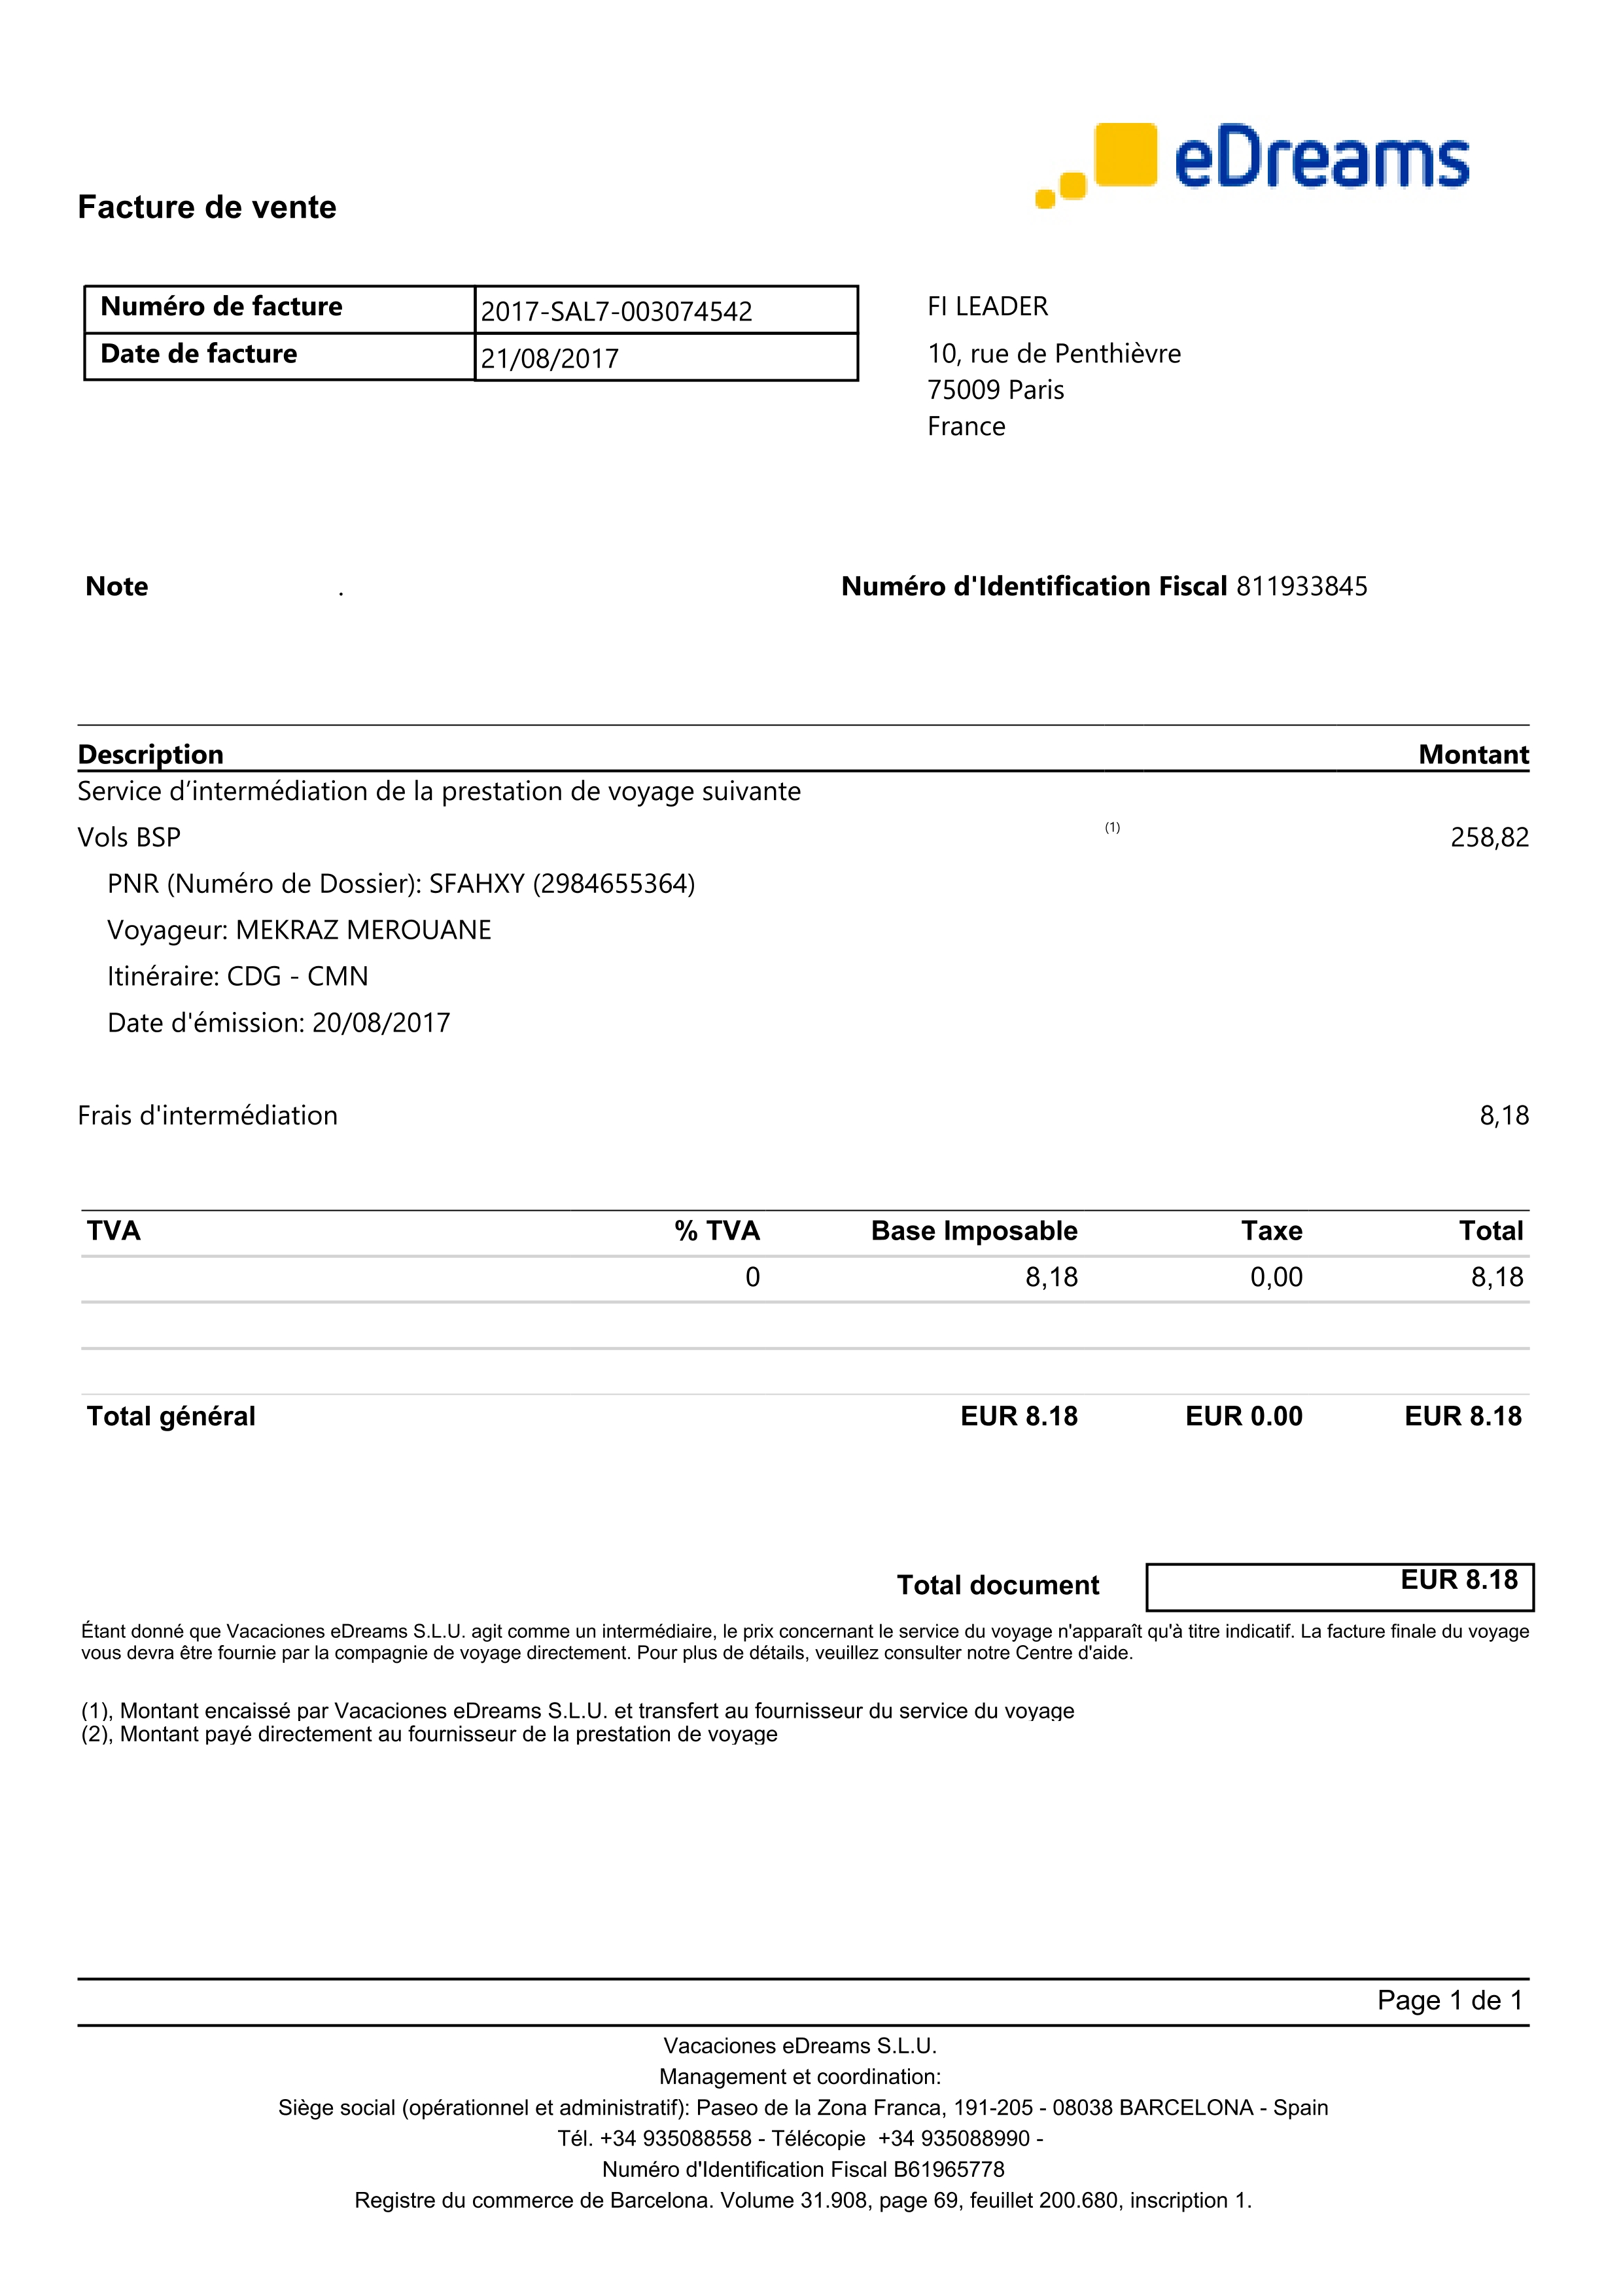 eDreams
Facture de vente
Numéro de facture 2017-SAL7-003074542
Date de facture 21/08/2017
FI LEADER
10, rue de Penthièvre
75009 Paris
France
Note . Numéro d'Identification Fiscal 811933845
Description Montant
Service d’intermédiation de la prestation de voyage suivante
Vols BSP (1) 258,82
PNR (Numéro de Dossier): SFAHXY (2984655364)
Voyageur: MEKRAZ MEROUANE
Itinéraire: CDG - CMN
Date d'émission: 20/08/2017
Frais d'intermédiation 8,18
TVA % TVA Base Imposable Taxe Total
0 8,18 0,00 8,18
Total général EUR 8.18 EUR 0.00 EUR 8.18
Total document EUR 8.18
Étant donné que Vacaciones eDreams S.L.U. agit comme un intermédiaire, le prix concernant le service du voyage n'apparaît qu'à titre indicatif. La facture finale du voyage
vous devra être fournie par la compagnie de voyage directement. Pour plus de détails, veuillez consulter notre Centre d'aide.
(1), Montant encaissé par Vacaciones eDreams S.L.U. et transfert au fournisseur du service du voyage
(2), Montant payé directement au fournisseur de la prestation de voyage
Page 1 de 1
Vacaciones eDreams S.L.U.
Management et coordination:
Siège social (opérationnel et administratif): Paseo de la Zona Franca, 191-205 - 08038 BARCELONA - Spain
Tél. +34 935088558 - Télécopie +34 935088990 -
Numéro d'Identification Fiscal B61965778
Registre du commerce de Barcelona. Volume 31.908, page 69, feuillet 200.680, inscription 1.